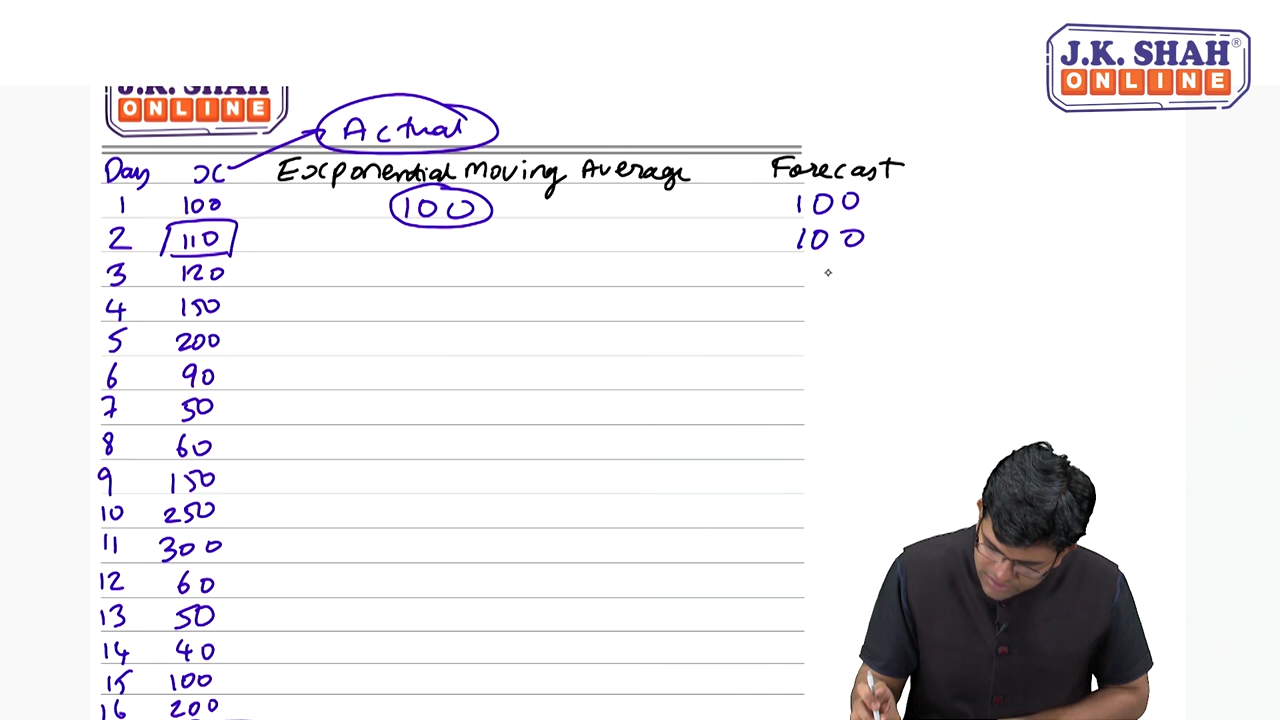 J.K. SHAH®
ONLINE
J.K. SHAH
ONLINE
Actual
Day x Exponential Moving Average Forecast
1 100 100 100
2 110 100
3 120
4 150
5 200
6 90
7 50
8 60
9 150
10 250
11 300
12 60
13 50
14 40
15 100
16 200